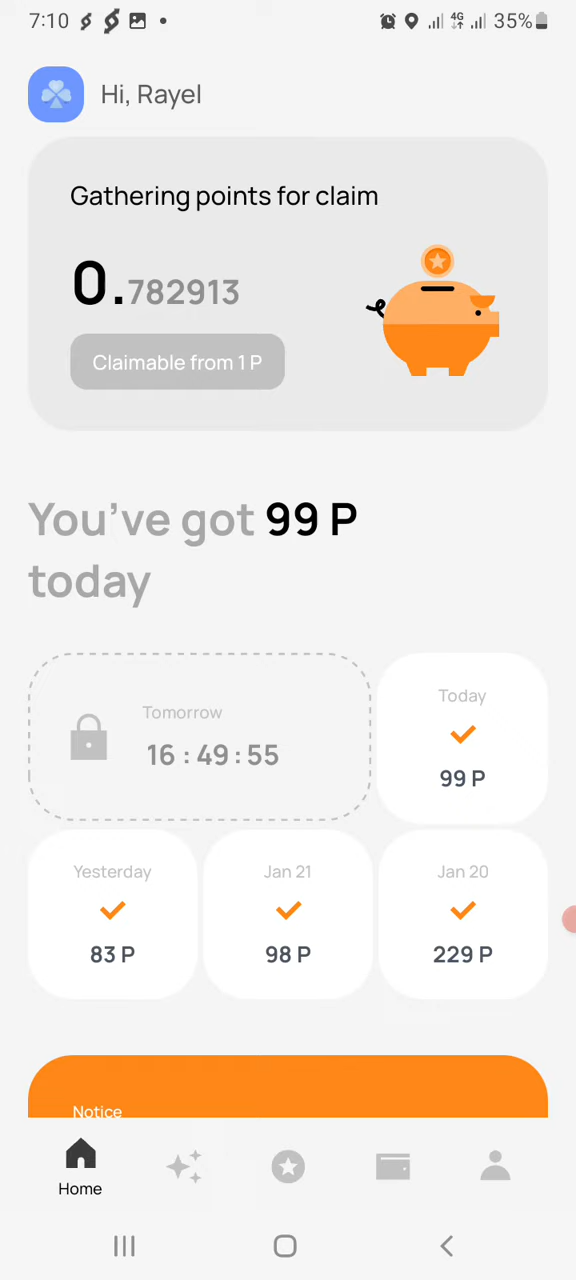 7:10
4G
35%
Hi, Rayel
Gathering points for claim
0.782913
Claimable from 1 P
You've got 99 P
today
Tomorrow
16 : 49 : 55
Today
99 P
Yesterday
83 P
Jan 21
98 P
Jan 20
229 P
Notice
Home